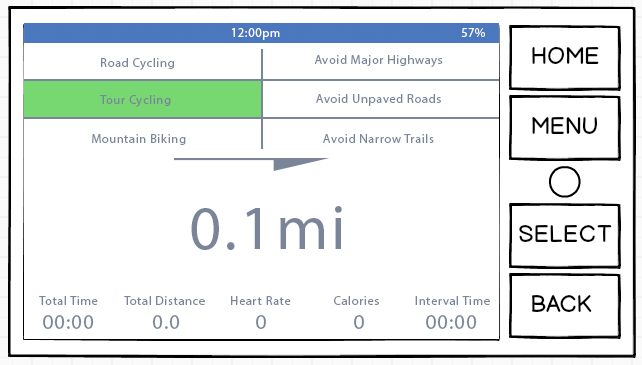 12:00pm 57%
Road Cycling Avoid Major Highways
Tour Cycling Avoid Unpaved Roads
Mountain Biking Avoid Narrow Trails
0.1mi
Total Time Total Distance Heart Rate Calories Interval Time
00:00 0.0 0 0 00:00
HOME
MENU
SELECT
BACK